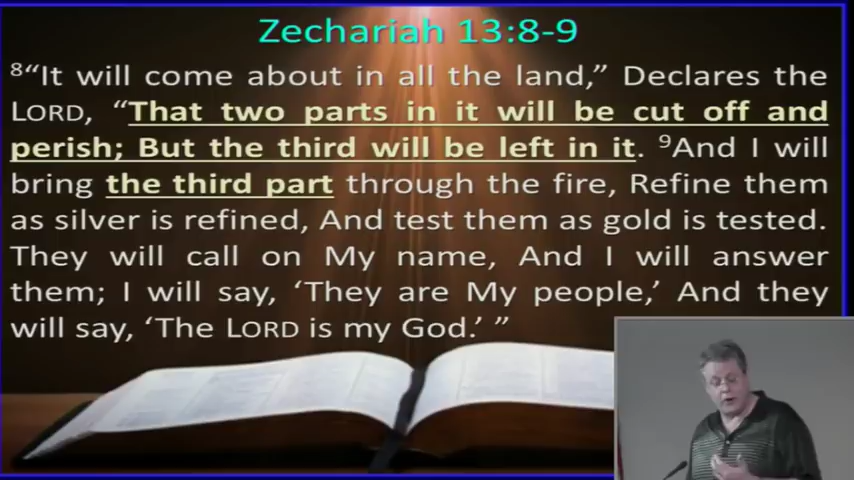 Zechariah 13:8-9
⁸“It will come about in all the land,” Declares the
LORD, “That two parts in it will be cut off and
perish; But the third will be left in it. ⁹And I will
bring the third part through the fire, Refine them
as silver is refined, And test them as gold is tested.
They will call on My name, And I will answer
them; I will say, ‘They are My people,’ And they
will say, ‘The LORD is my God.’ ”